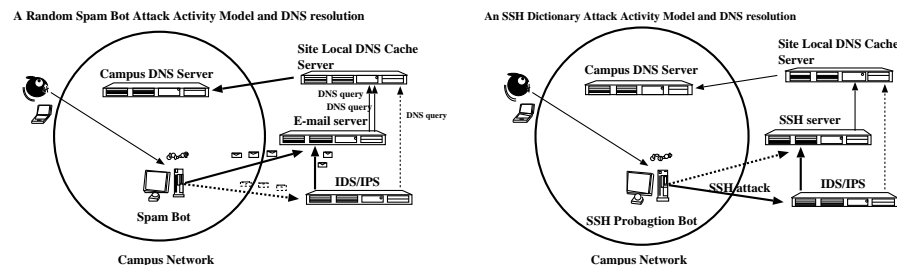 A Random Spam Bot Attack Activity Model and DNS resolution
Site Local DNS Cache
Server
Campus DNS Server
DNS query
DNS query
DNS query
E-mail server
IDS/IPS
Spam Bot
Campus Network
An SSH Dictionary Attack Activity Model and DNS resolution
Site Local DNS Cache
Server
Campus DNS Server
SSH server
SSH attack
IDS/IPS
SSH Probagtion Bot
Campus Network